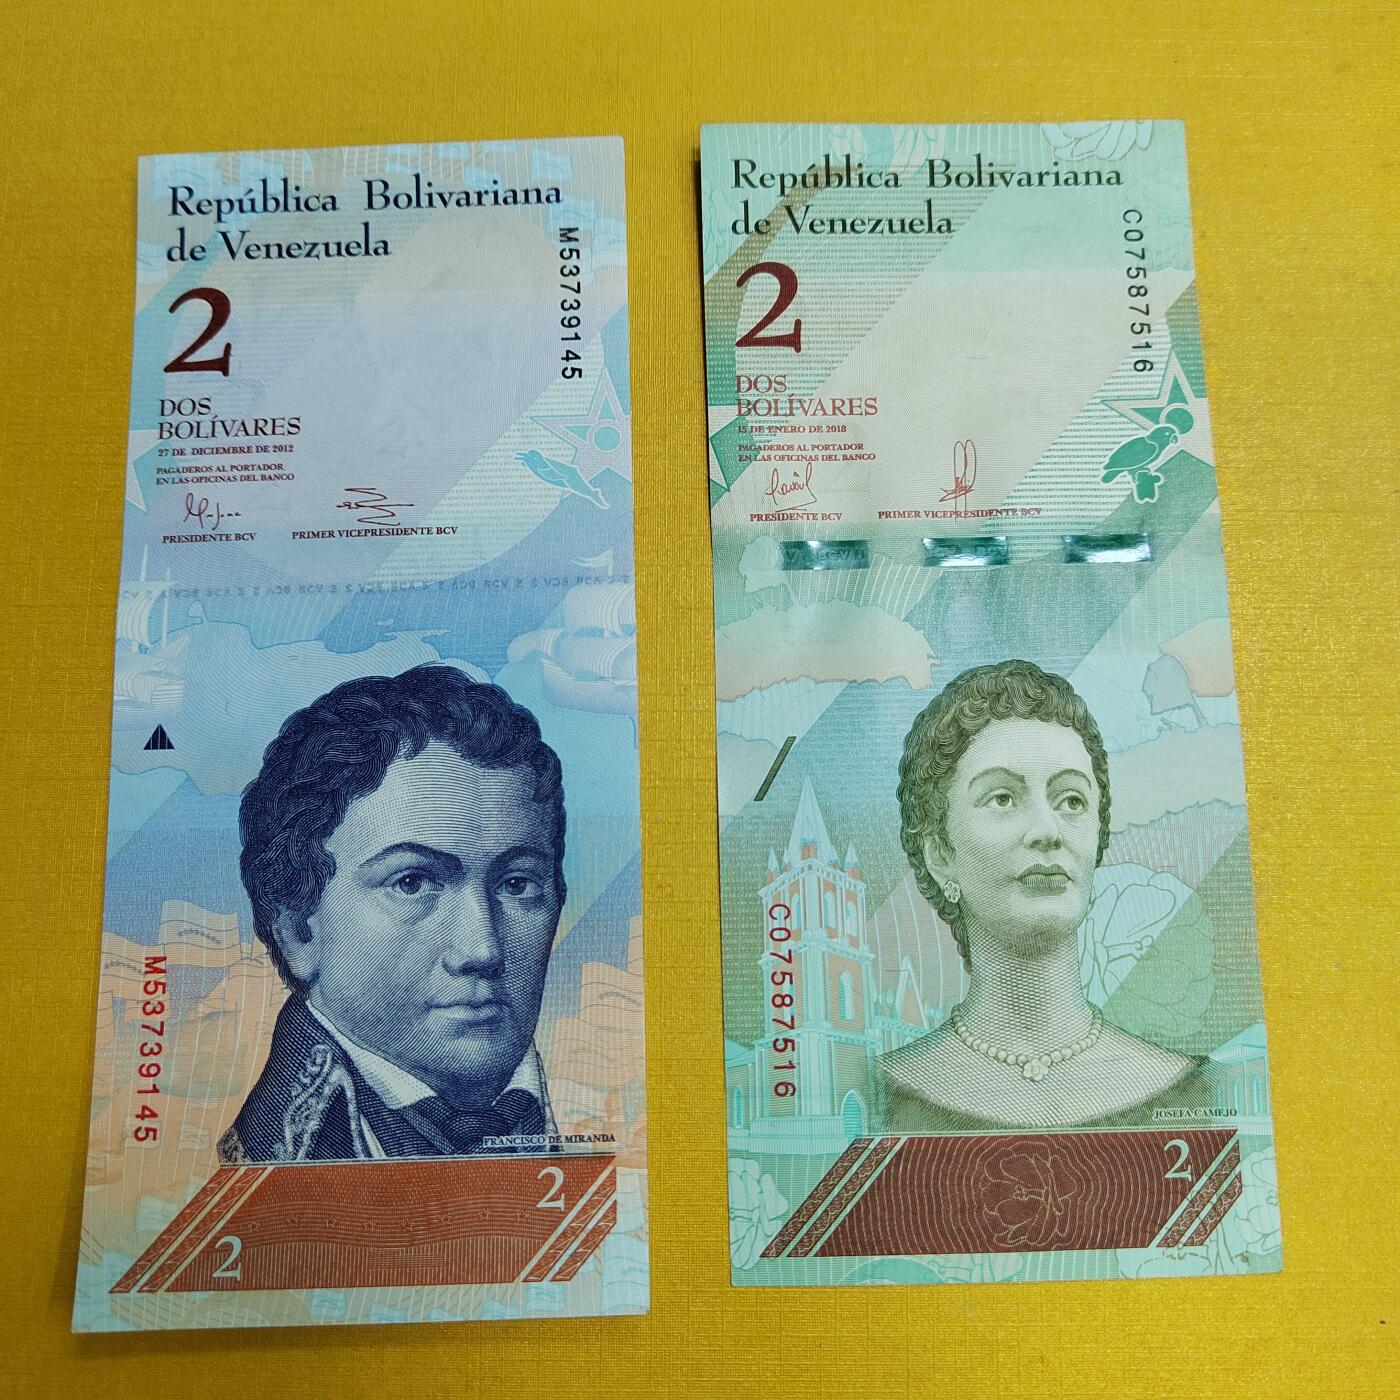 República Bolivariana
de Venezuela
M53739145
2
DOS
BOLÍVARES
27 DE DICIEMBRE DE 2012
PAGADEROS AL PORTADOR
EN LAS OFICINAS DEL BANCO
PRESIDENTE BCV
PRIMER VICEPRESIDENTE BCV
M53739145
FRANCISCO DE MIRANDA
2
2
República Bolivariana
de Venezuela
C07587516
2
DOS
BOLÍVARES
15 DE ENERO DE 2018
PAGADEROS AL PORTADOR
EN LAS OFICINAS DEL BANCO
PRESIDENTE BCV
PRIMER VICEPRESIDENTE BCV
C07587516
JOSEFA CAMEJO
2